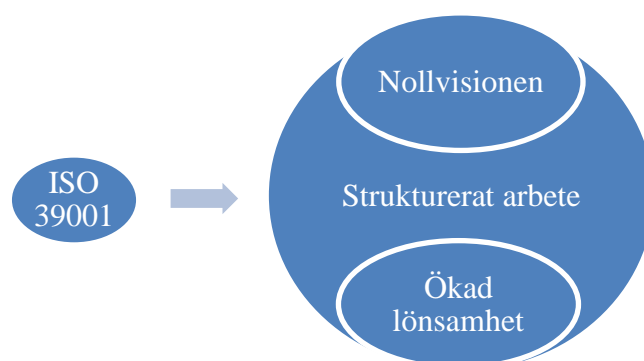 ISO
39001
Nollvisionen
Strukturerat arbete
Ökad
lönsamhet